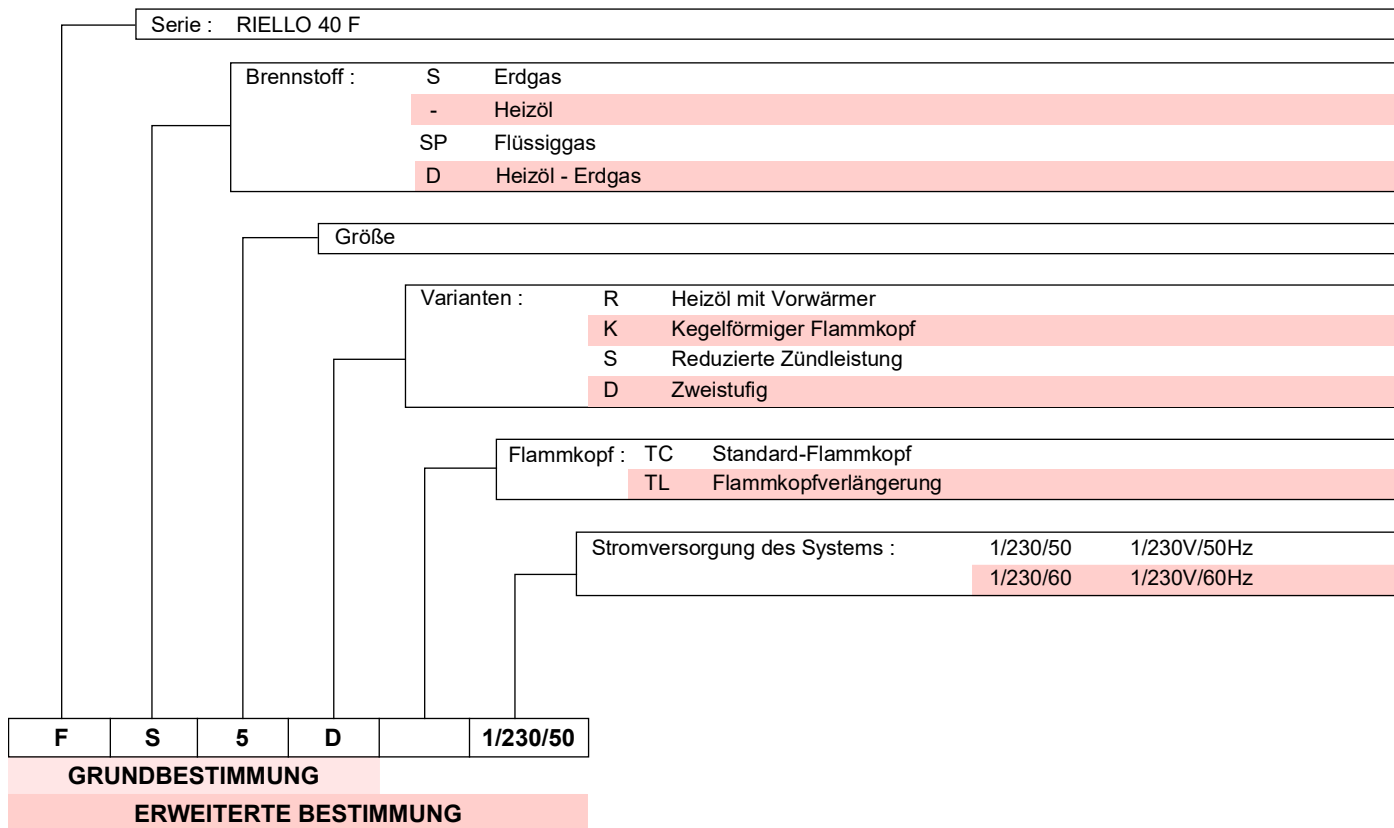 Serie : RIELLO 40 F
Brennstoff : S Erdgas
- Heizöl
SP Flüssiggas
D Heizöl - Erdgas
Größe
Varianten : R Heizöl mit Vorwärmer
K Kegelförmiger Flammkopf
S Reduzierte Zündleistung
D Zweistufig
Flammkopf : TC Standard-Flammkopf
TL Flammkopfverlängerung
Stromversorgung des Systems : 1/230/50 1/230V/50Hz
1/230/60 1/230V/60Hz
F S 5 D 1/230/50
GRUNDBESTIMMUNG
ERWEITERTE BESTIMMUNG